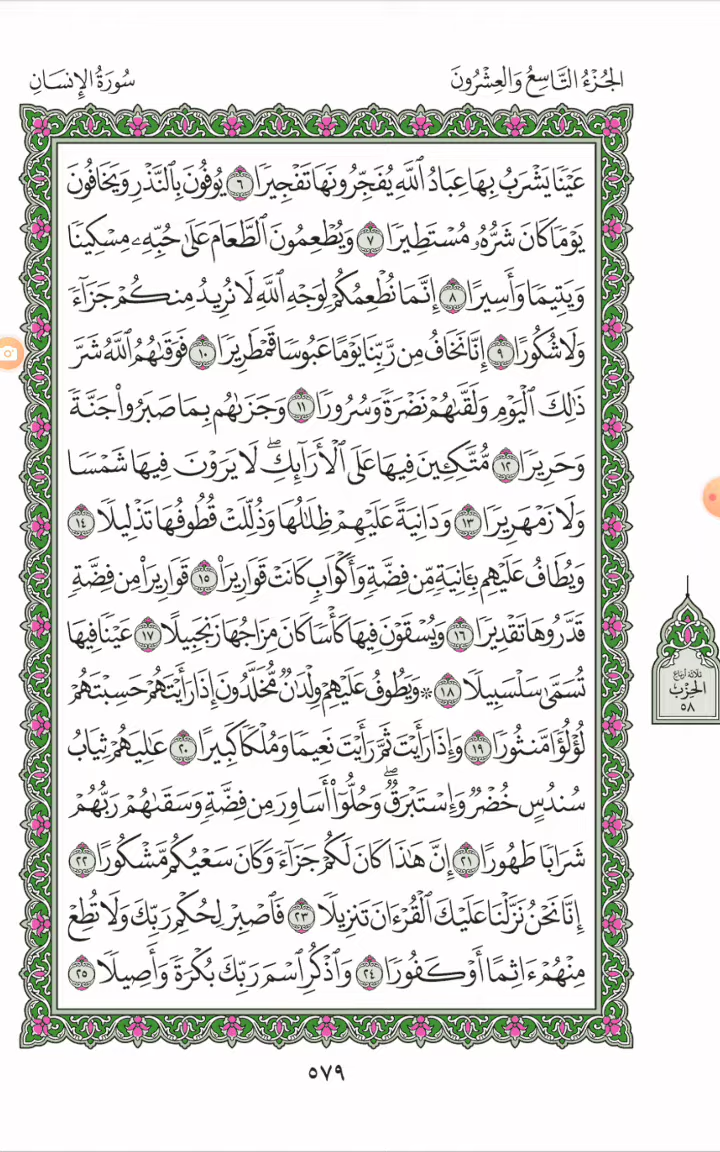 الجُزْءُ التَّاسِعُ وَالعِشْرُونَ
سُورَةُ الإِنسَانِ
عَيْنًا يَشْرَبُ بِهَا عِبَادُ ٱللَّهِ يُفَجِّرُونَهَا تَفْجِيرًا ٦ يُوفُونَ بِٱلنَّذْرِ وَيَخَافُونَ
يَوْمًا كَانَ شَرُّهُۥ مُسْتَطِيرًا ٧ وَيُطْعِمُونَ ٱلطَّعَامَ عَلَىٰ حُبِّهِۦ مِسْكِينًا
وَيَتِيمًا وَأَسِيرًا ٨ إِنَّمَا نُطْعِمُكُمْ لِوَجْهِ ٱللَّهِ لَا نُرِيدُ مِنكُمْ جَزَآءً
وَلَا شُكُورًا ٩ إِنَّا نَخَافُ مِن رَّبِّنَا يَوْمًا عَبُوسًا قَمْطَرِيرًا ١٠ فَوَقَىٰهُمُ ٱللَّهُ شَرَّ
ذَٰلِكَ ٱلْيَوْمِ وَلَقَّىٰهُمْ نَضْرَةً وَسُرُورًا ١١ وَجَزَىٰهُم بِمَا صَبَرُوا۟ جَنَّةً
وَحَرِيرًا ١٢ مُّتَّكِـِٔينَ فِيهَا عَلَى ٱلْأَرَآئِكِ ۖ لَا يَرَوْنَ فِيهَا شَمْسًا
وَلَا زَمْهَرِيرًا ١٣ وَدَانِيَةً عَلَيْهِمْ ظِلَـٰلُهَا وَذُلِّلَتْ قُطُوفُهَا تَذْلِيلًا ١٤
وَيُطَافُ عَلَيْهِم بِـَٔانِيَةٍ مِّن فِضَّةٍ وَأَكْوَابٍ كَانَتْ قَوَارِيرَا۠ ١٥ قَوَارِيرَا۟ مِن فِضَّةٍ
قَدَّرُوهَا تَقْدِيرًا ١٦ وَيُسْقَوْنَ فِيهَا كَأْسًا كَانَ مِزَاجُهَا زَنجَبِيلًا ١٧ عَيْنًا فِيهَا
تُسَمَّىٰ سَلْسَبِيلًا ١٨ ۞ وَيَطُوفُ عَلَيْهِمْ وِلْدَٰنٌ مُّخَلَّدُونَ إِذَا رَأَيْتَهُمْ حَسِبْتَهُمْ
لُؤْلُؤًا مَّنثُورًا ١٩ وَإِذَا رَأَيْتَ ثَمَّ رَأَيْتَ نَعِيمًا وَمُلْكًا كَبِيرًا ٢٠ عَـٰلِيَهُمْ ثِيَابُ
سُندُسٍ خُضْرٌ وَإِسْتَبْرَقٌ ۖ وَحُلُّوٓا۟ أَسَاوِرَ مِن فِضَّةٍ وَسَقَىٰهُمْ رَبُّهُمْ
شَرَابًا طَهُورًا ٢١ إِنَّ هَـٰذَا كَانَ لَكُمْ جَزَآءً وَكَانَ سَعْيُكُم مَّشْكُورًا ٢٢
إِنَّا نَحْنُ نَزَّلْنَا عَلَيْكَ ٱلْقُرْءَانَ تَنزِيلًا ٢٣ فَٱصْبِرْ لِحُكْمِ رَبِّكَ وَلَا تُطِعْ
مِنْهُمْ ءَاثِمًا أَوْ كَفُورًا ٢٤ وَٱذْكُرِ ٱسْمَ رَبِّكَ بُكْرَةً وَأَصِيلًا ٢٥
ثلاثة أرباع
الحِزْب
٥٨
٥٧٩